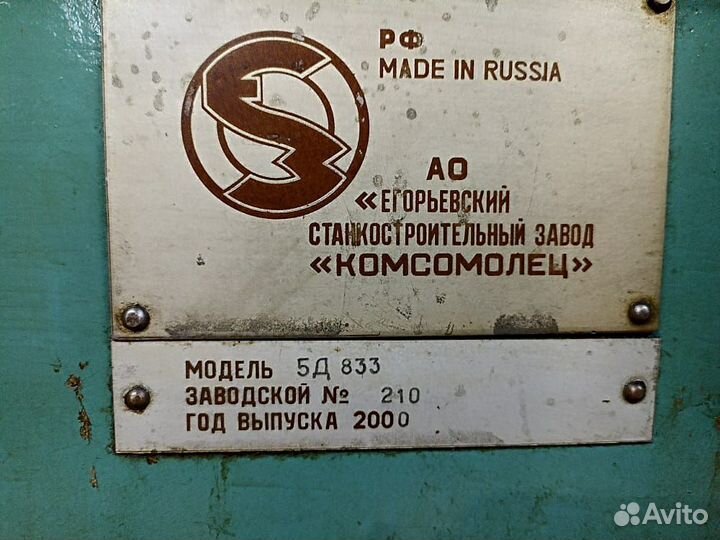 РФ
MADE IN RUSSIA
АО
«ЕГОРЬЕВСКИЙ
СТАНКОСТРОИТЕЛЬНЫЙ ЗАВОД
«КОМСОМОЛЕЦ»
МОДЕЛЬ 5Д 833
ЗАВОДСКОЙ № 210
ГОД ВЫПУСКА 2000
Avito